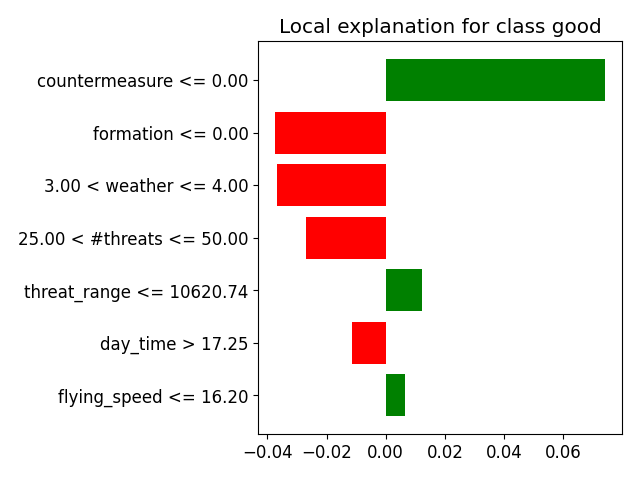 Local explanation for class good
countermeasure <= 0.00
formation <= 0.00
3.00 < weather <= 4.00
25.00 < #threats <= 50.00
threat_range <= 10620.74
day_time > 17.25
flying_speed <= 16.20
−0.04 −0.02 0.00 0.02 0.04 0.06